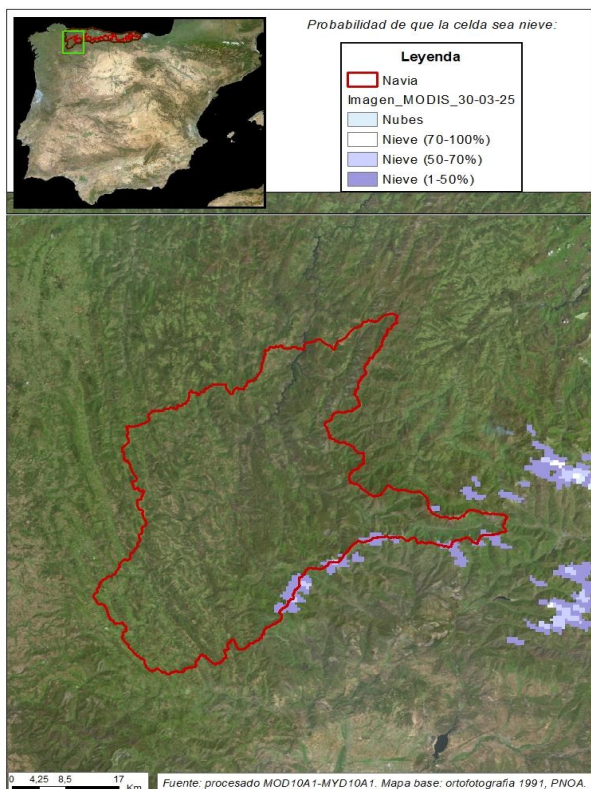 Probabilidad de que la celda sea nieve:
Leyenda
Navia
Imagen_MODIS_30-03-25
Nubes
Nieve (70-100%)
Nieve (50-70%)
Nieve (1-50%)
0 4,25 8,5 17
Km
Fuente: procesado MOD10A1-MYD10A1. Mapa base: ortofotografia 1991, PNOA.